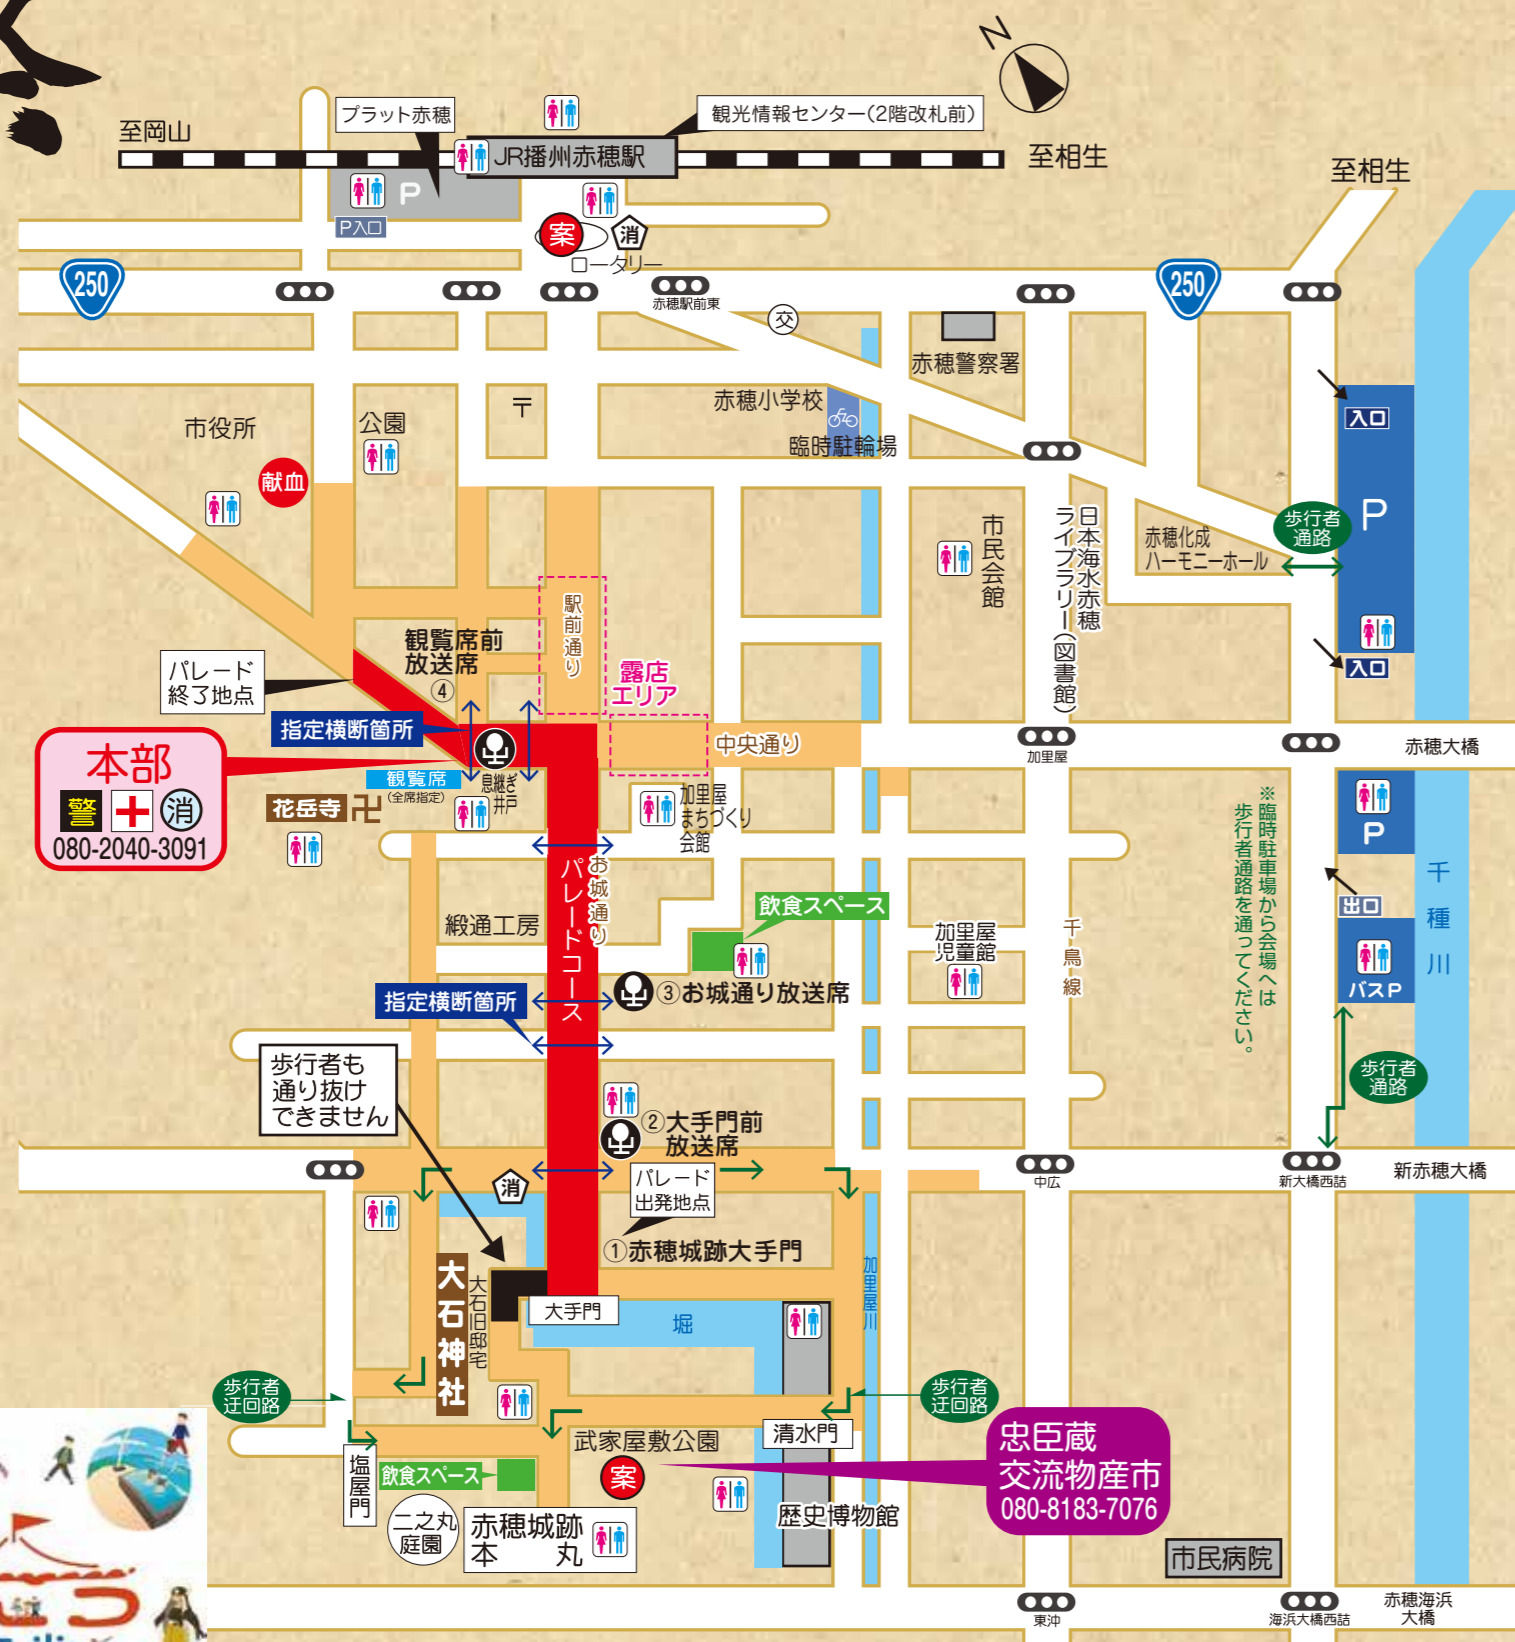 N
至岡山
プラット赤穂
観光情報センター(2階改札前)
JR播州赤穂駅
至相生
至相生
P
P入口
案
消
ロータリー
250
250
赤穂駅前東
交
赤穂警察署
赤穂小学校
臨時駐輪場
市役所
公園
〒
献血
入口
P
歩行者
通路
赤穂化成
ハーモニーホール
市民会館
日本海水赤穂
ライブラリー(図書館)
入口
駅前通り
観覧席前
放送席
④
露店
エリア
パレード
終了地点
指定横断箇所
中央通り
加里屋
赤穂大橋
本部
警
消
080-2040-3091
観覧席
(全席指定)
息継ぎ
井戸
花岳寺
卍
加里屋
まちづくり
会館
※臨時駐車場から会場へは
歩行者通路を通ってください。
P
出口
バスP
千種川
パレードコース
お城通り
飲食スペース
緞通工房
加里屋
児童館
千鳥線
③お城通り放送席
指定横断箇所
歩行者も
通り抜け
できません
歩行者
通路
②大手門前
放送席
パレード
出発地点
消
中広
新大橋西詰
新赤穂大橋
①赤穂城跡大手門
大石神社
大石旧邸宅
大手門
堀
加里屋川
歩行者
迂回路
歩行者
迂回路
清水門
武家屋敷公園
案
忠臣蔵
交流物産市
080-8183-7076
塩屋門
飲食スペース
二之丸
庭園
赤穂城跡
本丸
歴史博物館
市民病院
東沖
海浜大橋西詰
赤穂海浜
大橋